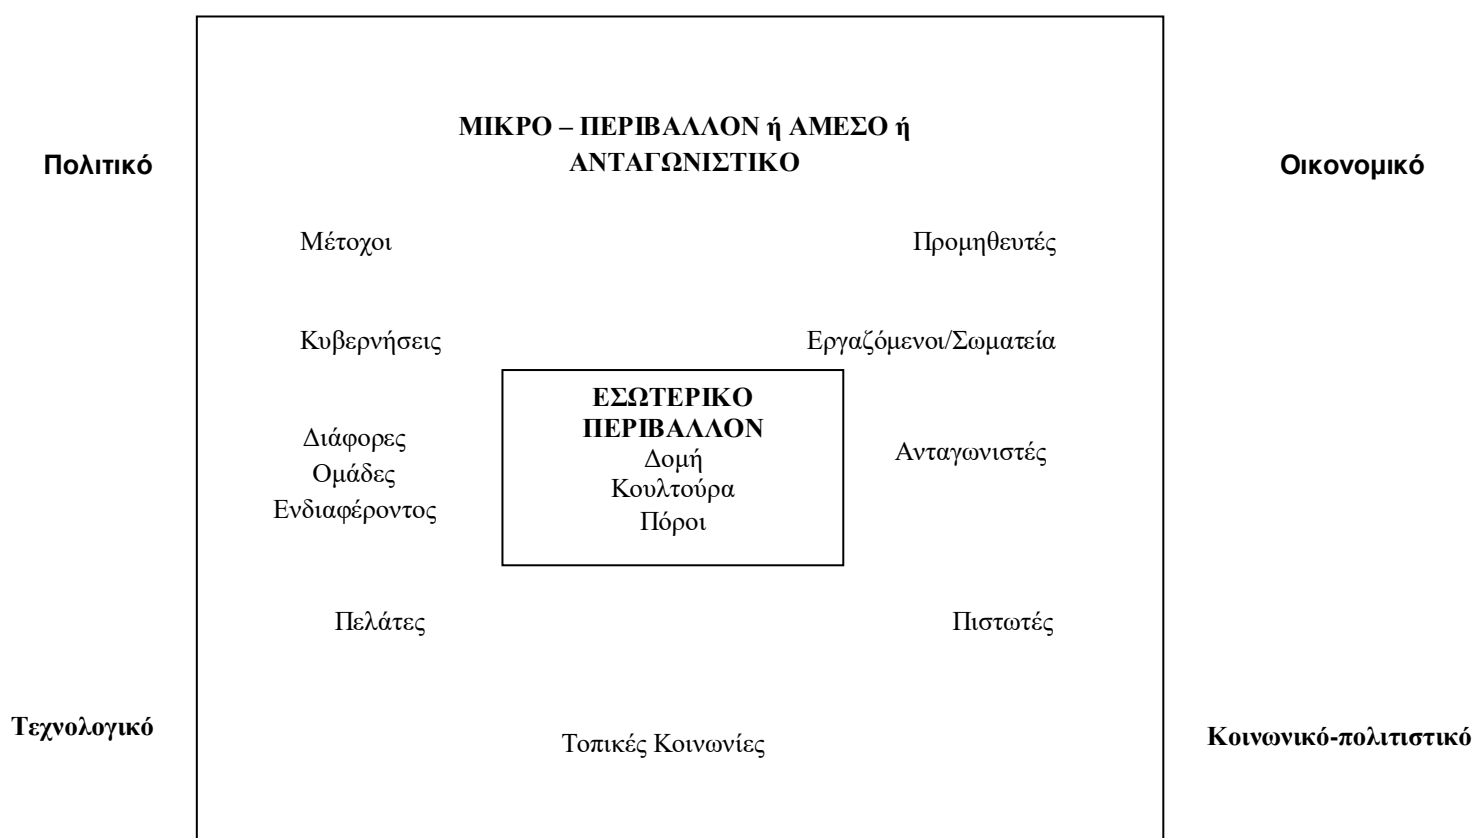 ΜΙΚΡΟ – ΠΕΡΙΒΑΛΛΟΝ ή ΑΜΕΣΟ ή
ΑΝΤΑΓΩΝΙΣΤΙΚΟ
Πολιτικό
Οικονομικό
Μέτοχοι
Προμηθευτές
Κυβερνήσεις
Εργαζόμενοι/Σωματεία
ΕΣΩΤΕΡΙΚΟ
ΠΕΡΙΒΑΛΛΟΝ
Δομή
Κουλτούρα
Πόροι
Διάφορες
Ομάδες
Ενδιαφέροντος
Ανταγωνιστές
Πελάτες
Πιστωτές
Τεχνολογικό
Τοπικές Κοινωνίες
Κοινωνικό-πολιτιστικό